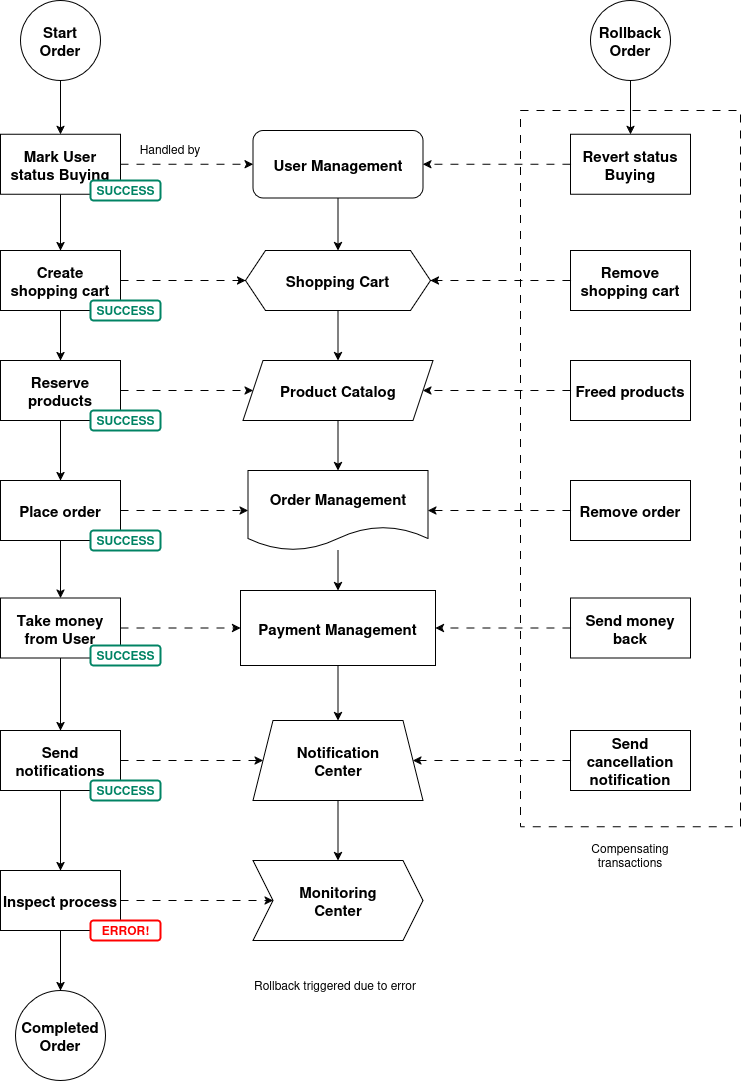 Start
Order
Rollback
Order
Handled by
Mark User
status Buying
SUCCESS
User Management
Revert status
Buying
Create
shopping cart
SUCCESS
Shopping Cart
Remove
shopping cart
Reserve
products
SUCCESS
Product Catalog
Freed products
Place order
SUCCESS
Order Management
Remove order
Take money
from User
SUCCESS
Payment Management
Send money
back
Send
notifications
SUCCESS
Notification
Center
Send
cancellation
notification
Compensating
transactions
Inspect process
ERROR!
Monitoring
Center
Rollback triggered due to error
Completed
Order